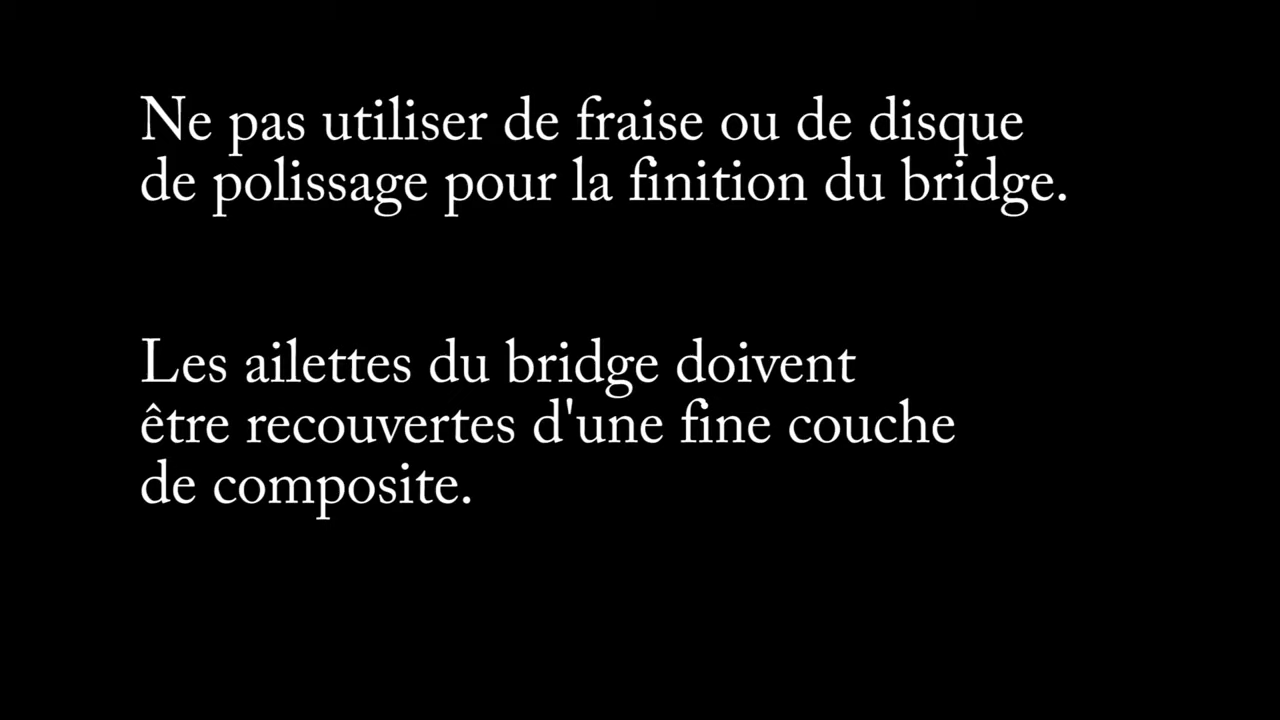 Ne pas utiliser de fraise ou de disque
de polissage pour la finition du bridge.
Les ailettes du bridge doivent
être recouvertes d'une fine couche
de composite.